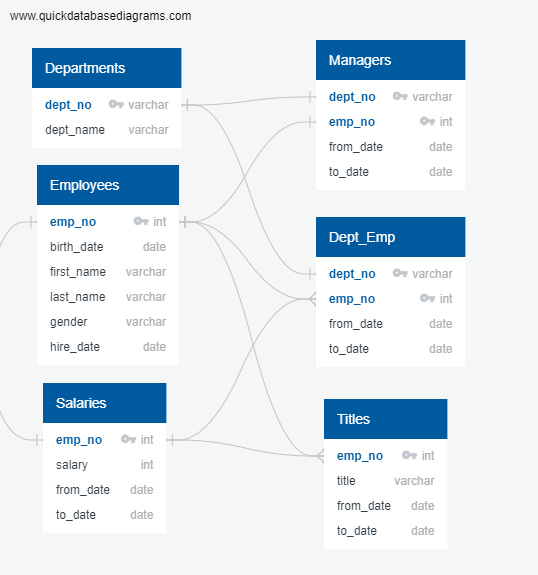 www.quickdatabasediagrams.com
Departments
dept_no varchar
dept_name varchar
Employees
emp_no int
birth_date date
first_name varchar
last_name varchar
gender varchar
hire_date date
Salaries
emp_no int
salary int
from_date date
to_date date
Managers
dept_no varchar
emp_no int
from_date date
to_date date
Dept_Emp
dept_no varchar
emp_no int
from_date date
to_date date
Titles
emp_no int
title varchar
from_date date
to_date date